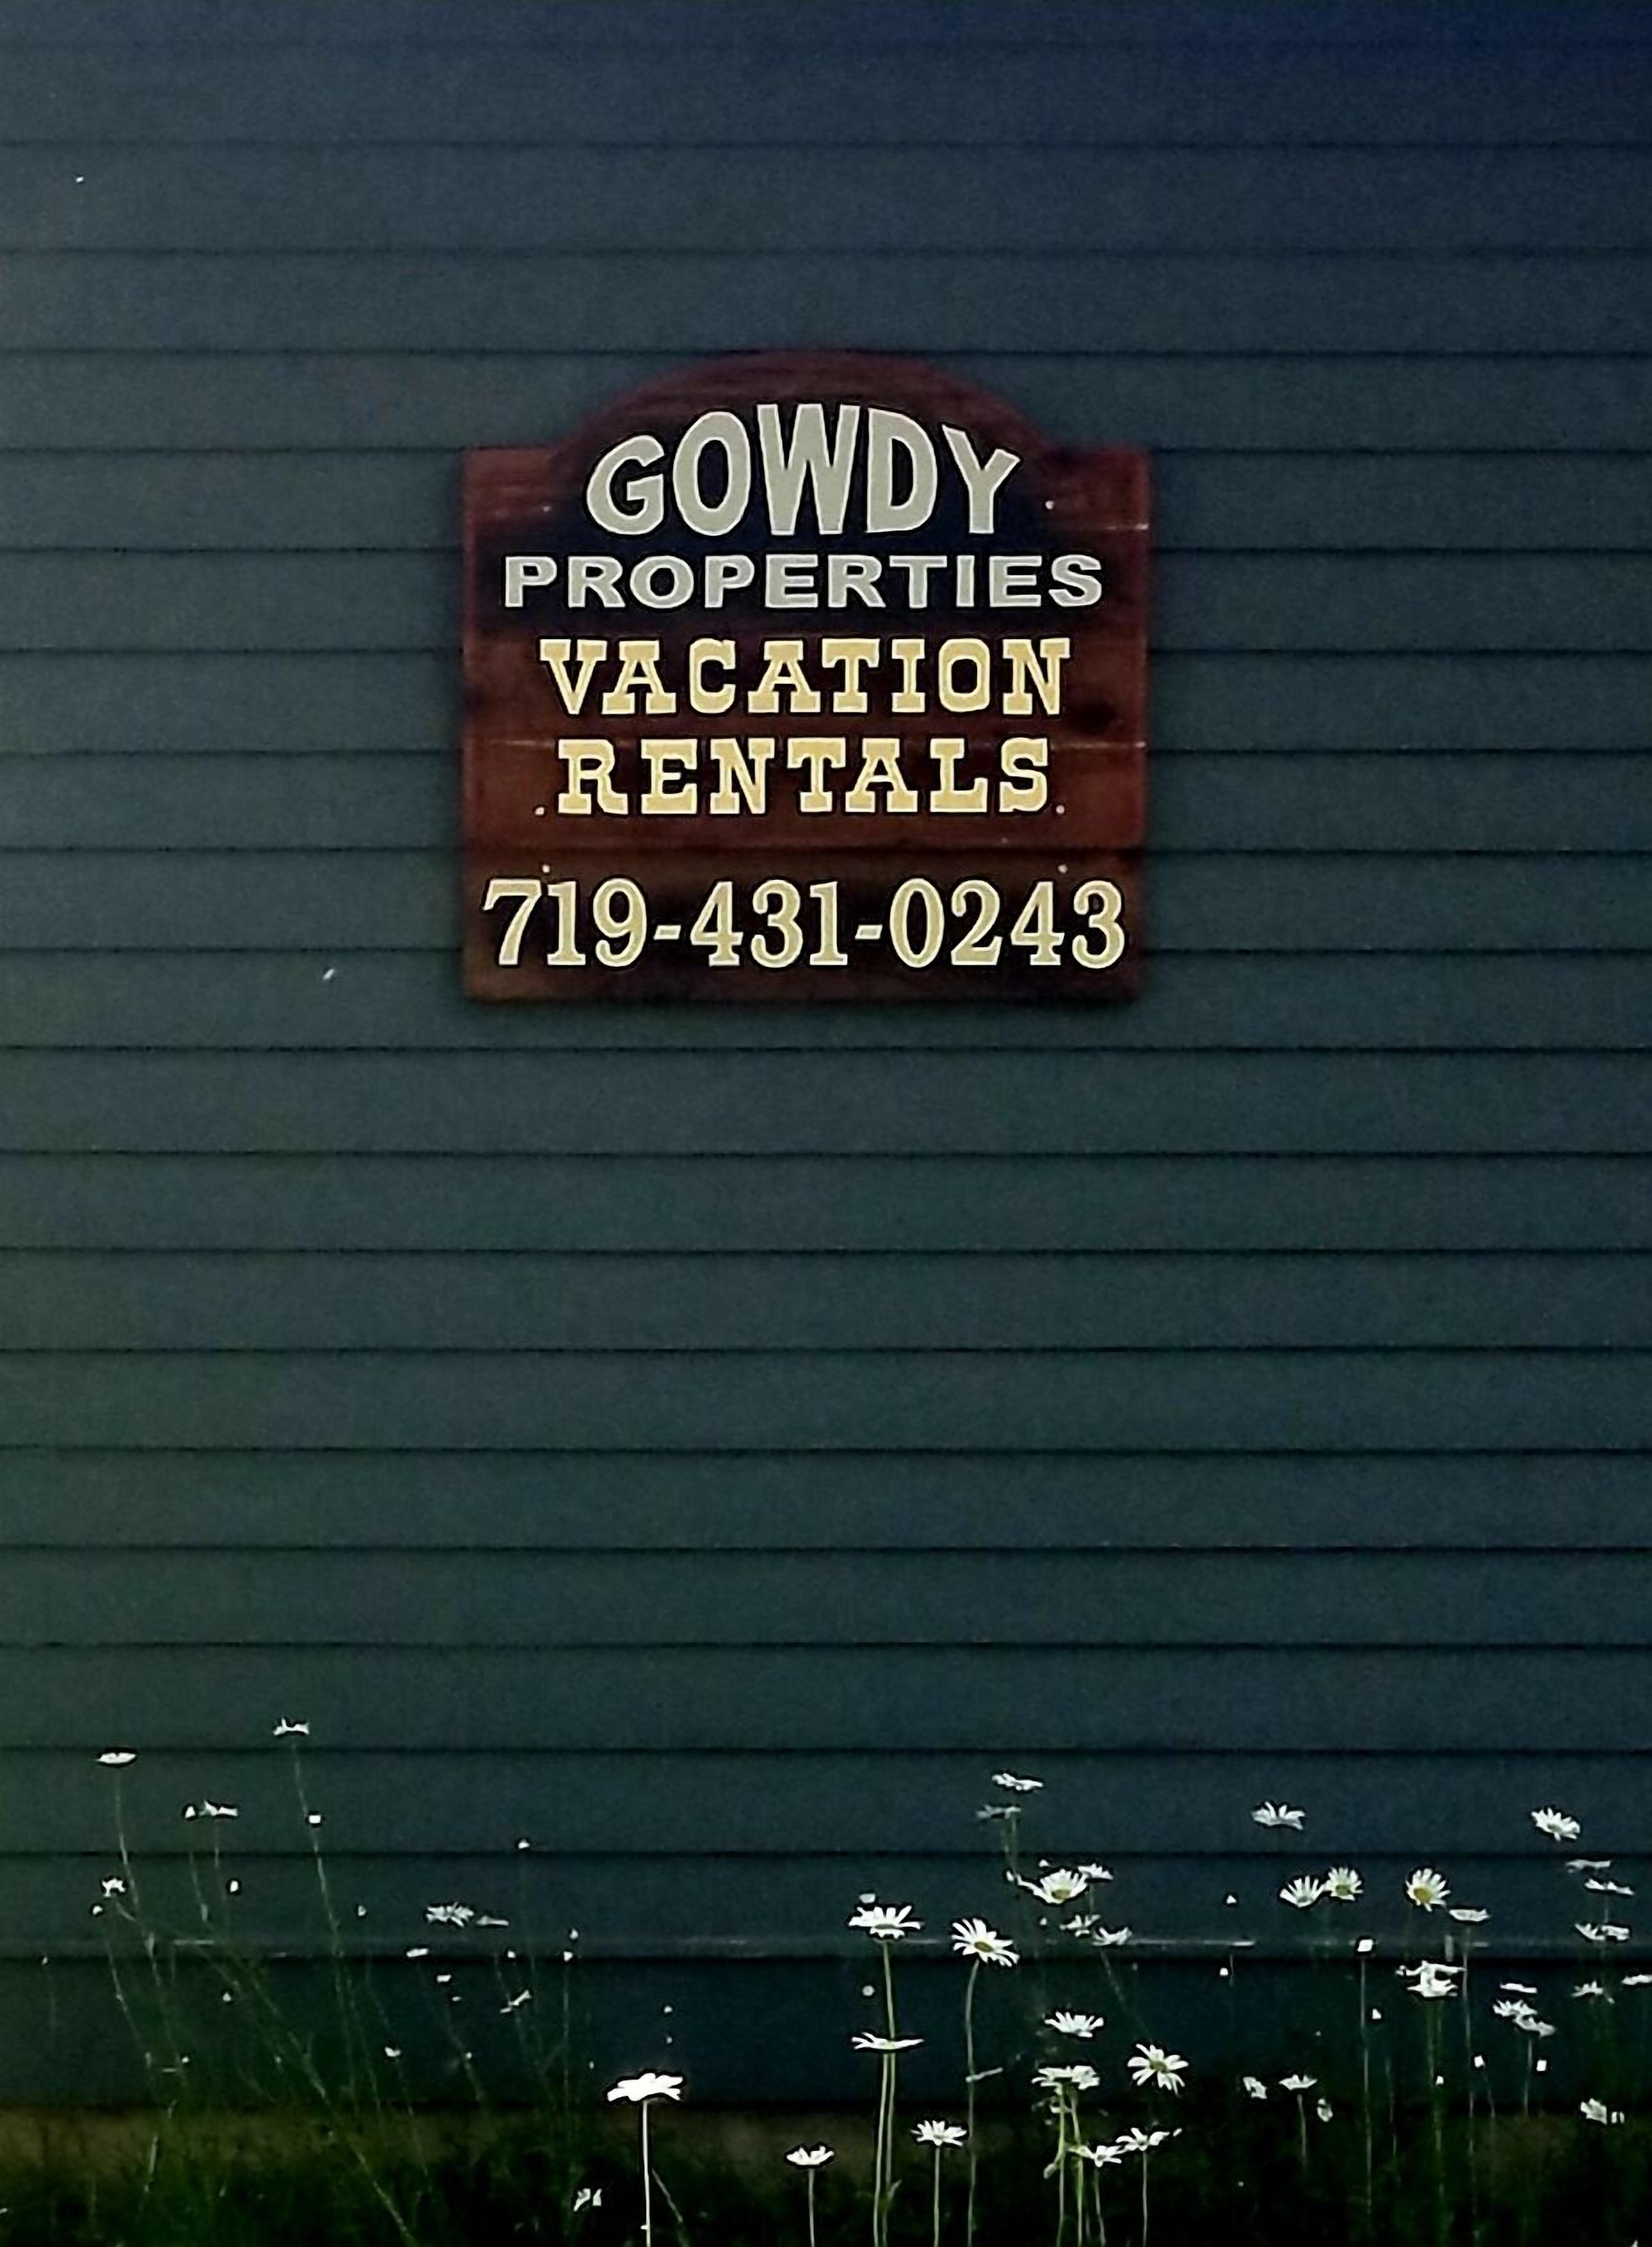 GOWDY
PROPERTIES
VACATION
RENTALS
719-431-0243